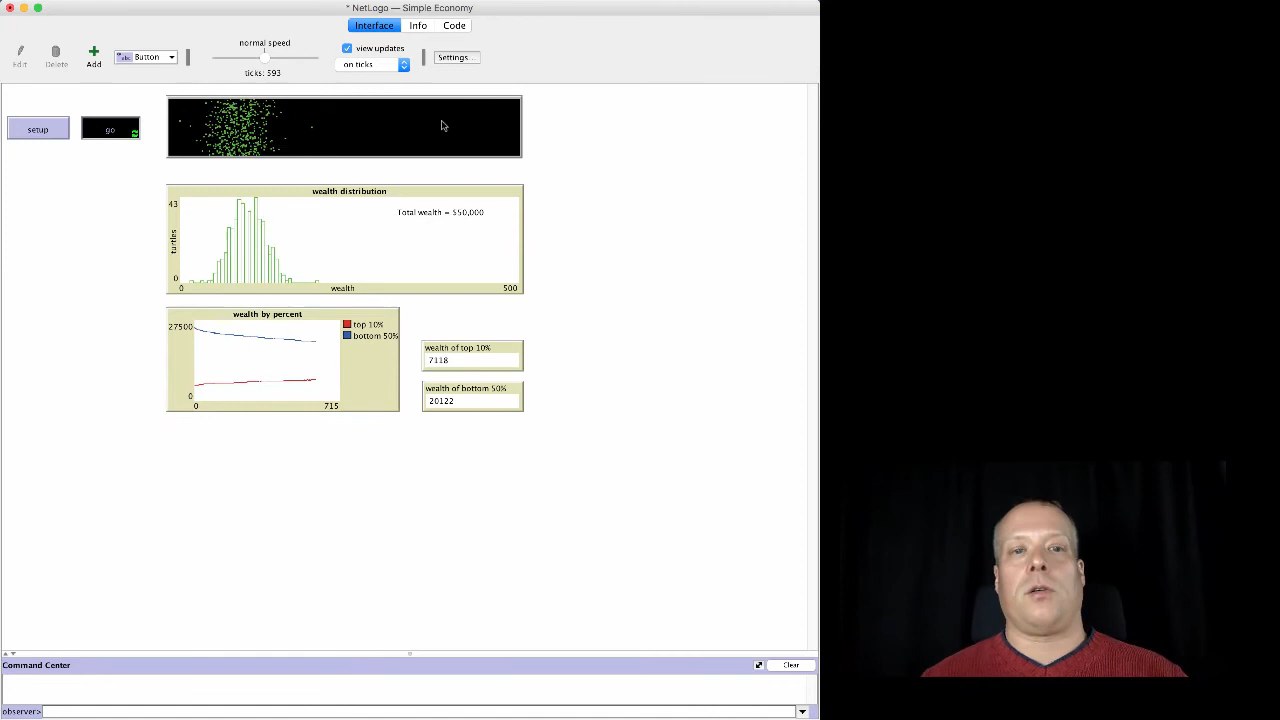 * NetLogo — Simple Economy
Interface Info Code
Edit Delete Add Button
normal speed
ticks: 593
view updates
on ticks
Settings...
setup go
wealth distribution
43
turtles
0
Total wealth = $50,000
0 wealth 500
wealth by percent
27500
0
0 715
top 10%
bottom 50%
wealth of top 10%
7118
wealth of bottom 50%
20122
Command Center
Clear
observer>